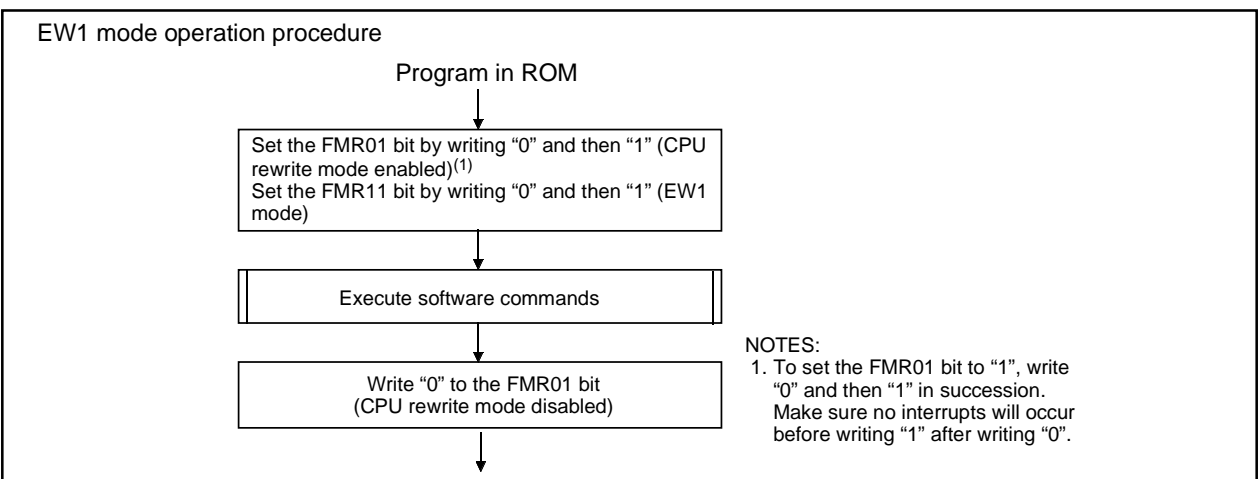 EW1 mode operation procedure
Program in ROM
Set the FMR01 bit by writing “0” and then “1” (CPU
rewrite mode enabled)(1)
Set the FMR11 bit by writing “0” and then “1” (EW1
mode)
Execute software commands
Write “0” to the FMR01 bit
(CPU rewrite mode disabled)
NOTES:
1. To set the FMR01 bit to “1”, write
“0” and then “1” in succession.
Make sure no interrupts will occur
before writing “1” after writing “0”.